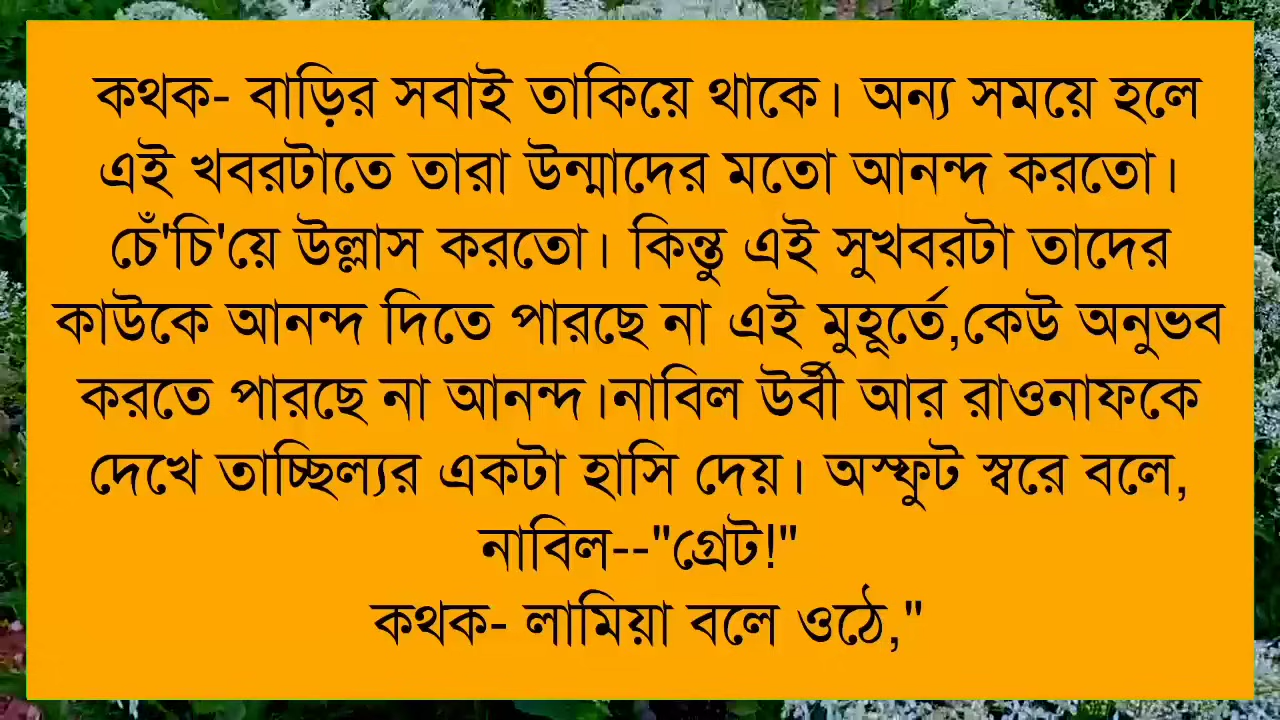 কথক- বাড়ির সবাই তাকিয়ে থাকে। অন্য সময়ে হলে
এই খবরটাতে তারা উন্মাদের মতো আনন্দ করতো।
চেঁ'চি'য়ে উল্লাস করতো। কিন্তু এই সুখবরটা তাদের
কাউকে আনন্দ দিতে পারছে না এই মুহূর্তে,কেউ অনুভব
করতে পারছে না আনন্দ।নাবিল উর্বী আর রাওনাফকে
দেখে তাচ্ছিল্যর একটা হাসি দেয়। অস্ফুট স্বরে বলে,
নাবিল--"গ্রেট!"
কথক- লামিয়া বলে ওঠে,"